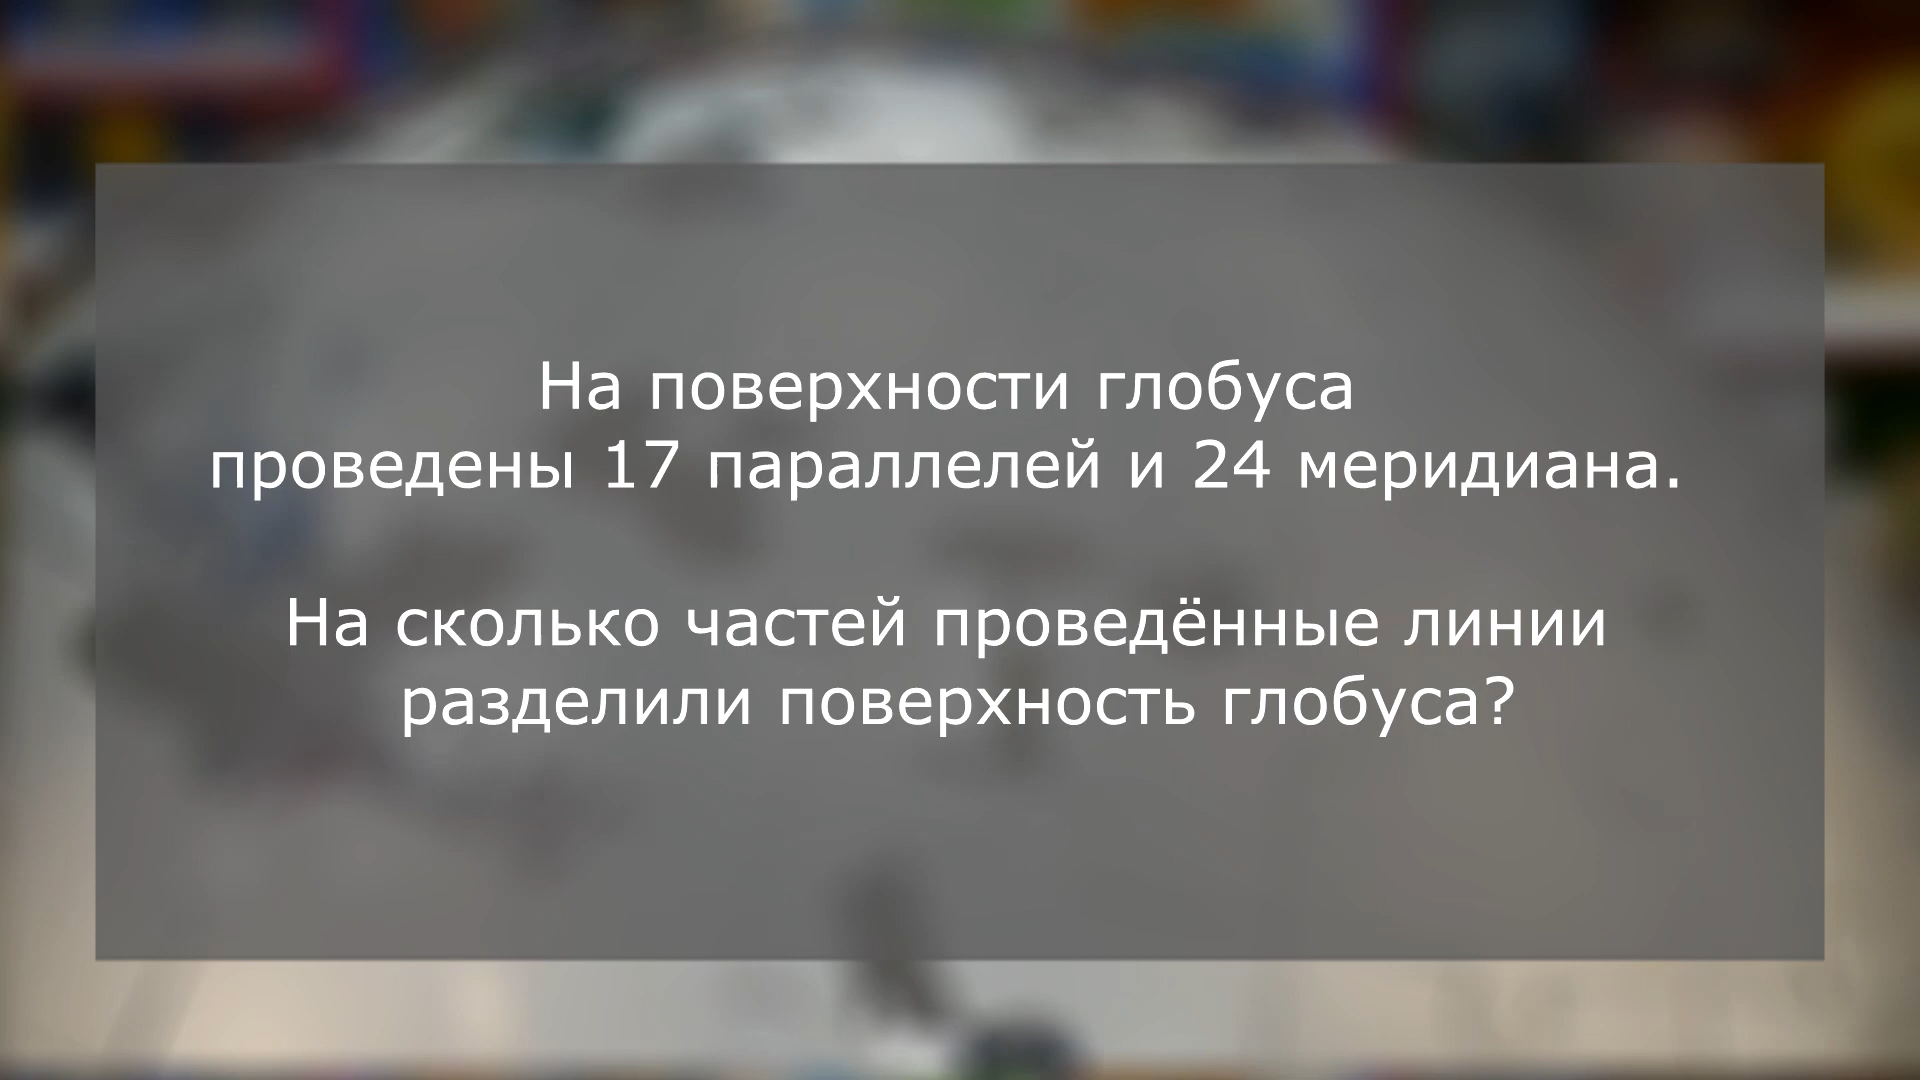 На поверхности глобуса
проведены 17 параллелей и 24 меридиана.
На сколько частей проведённые линии
разделили поверхность глобуса?